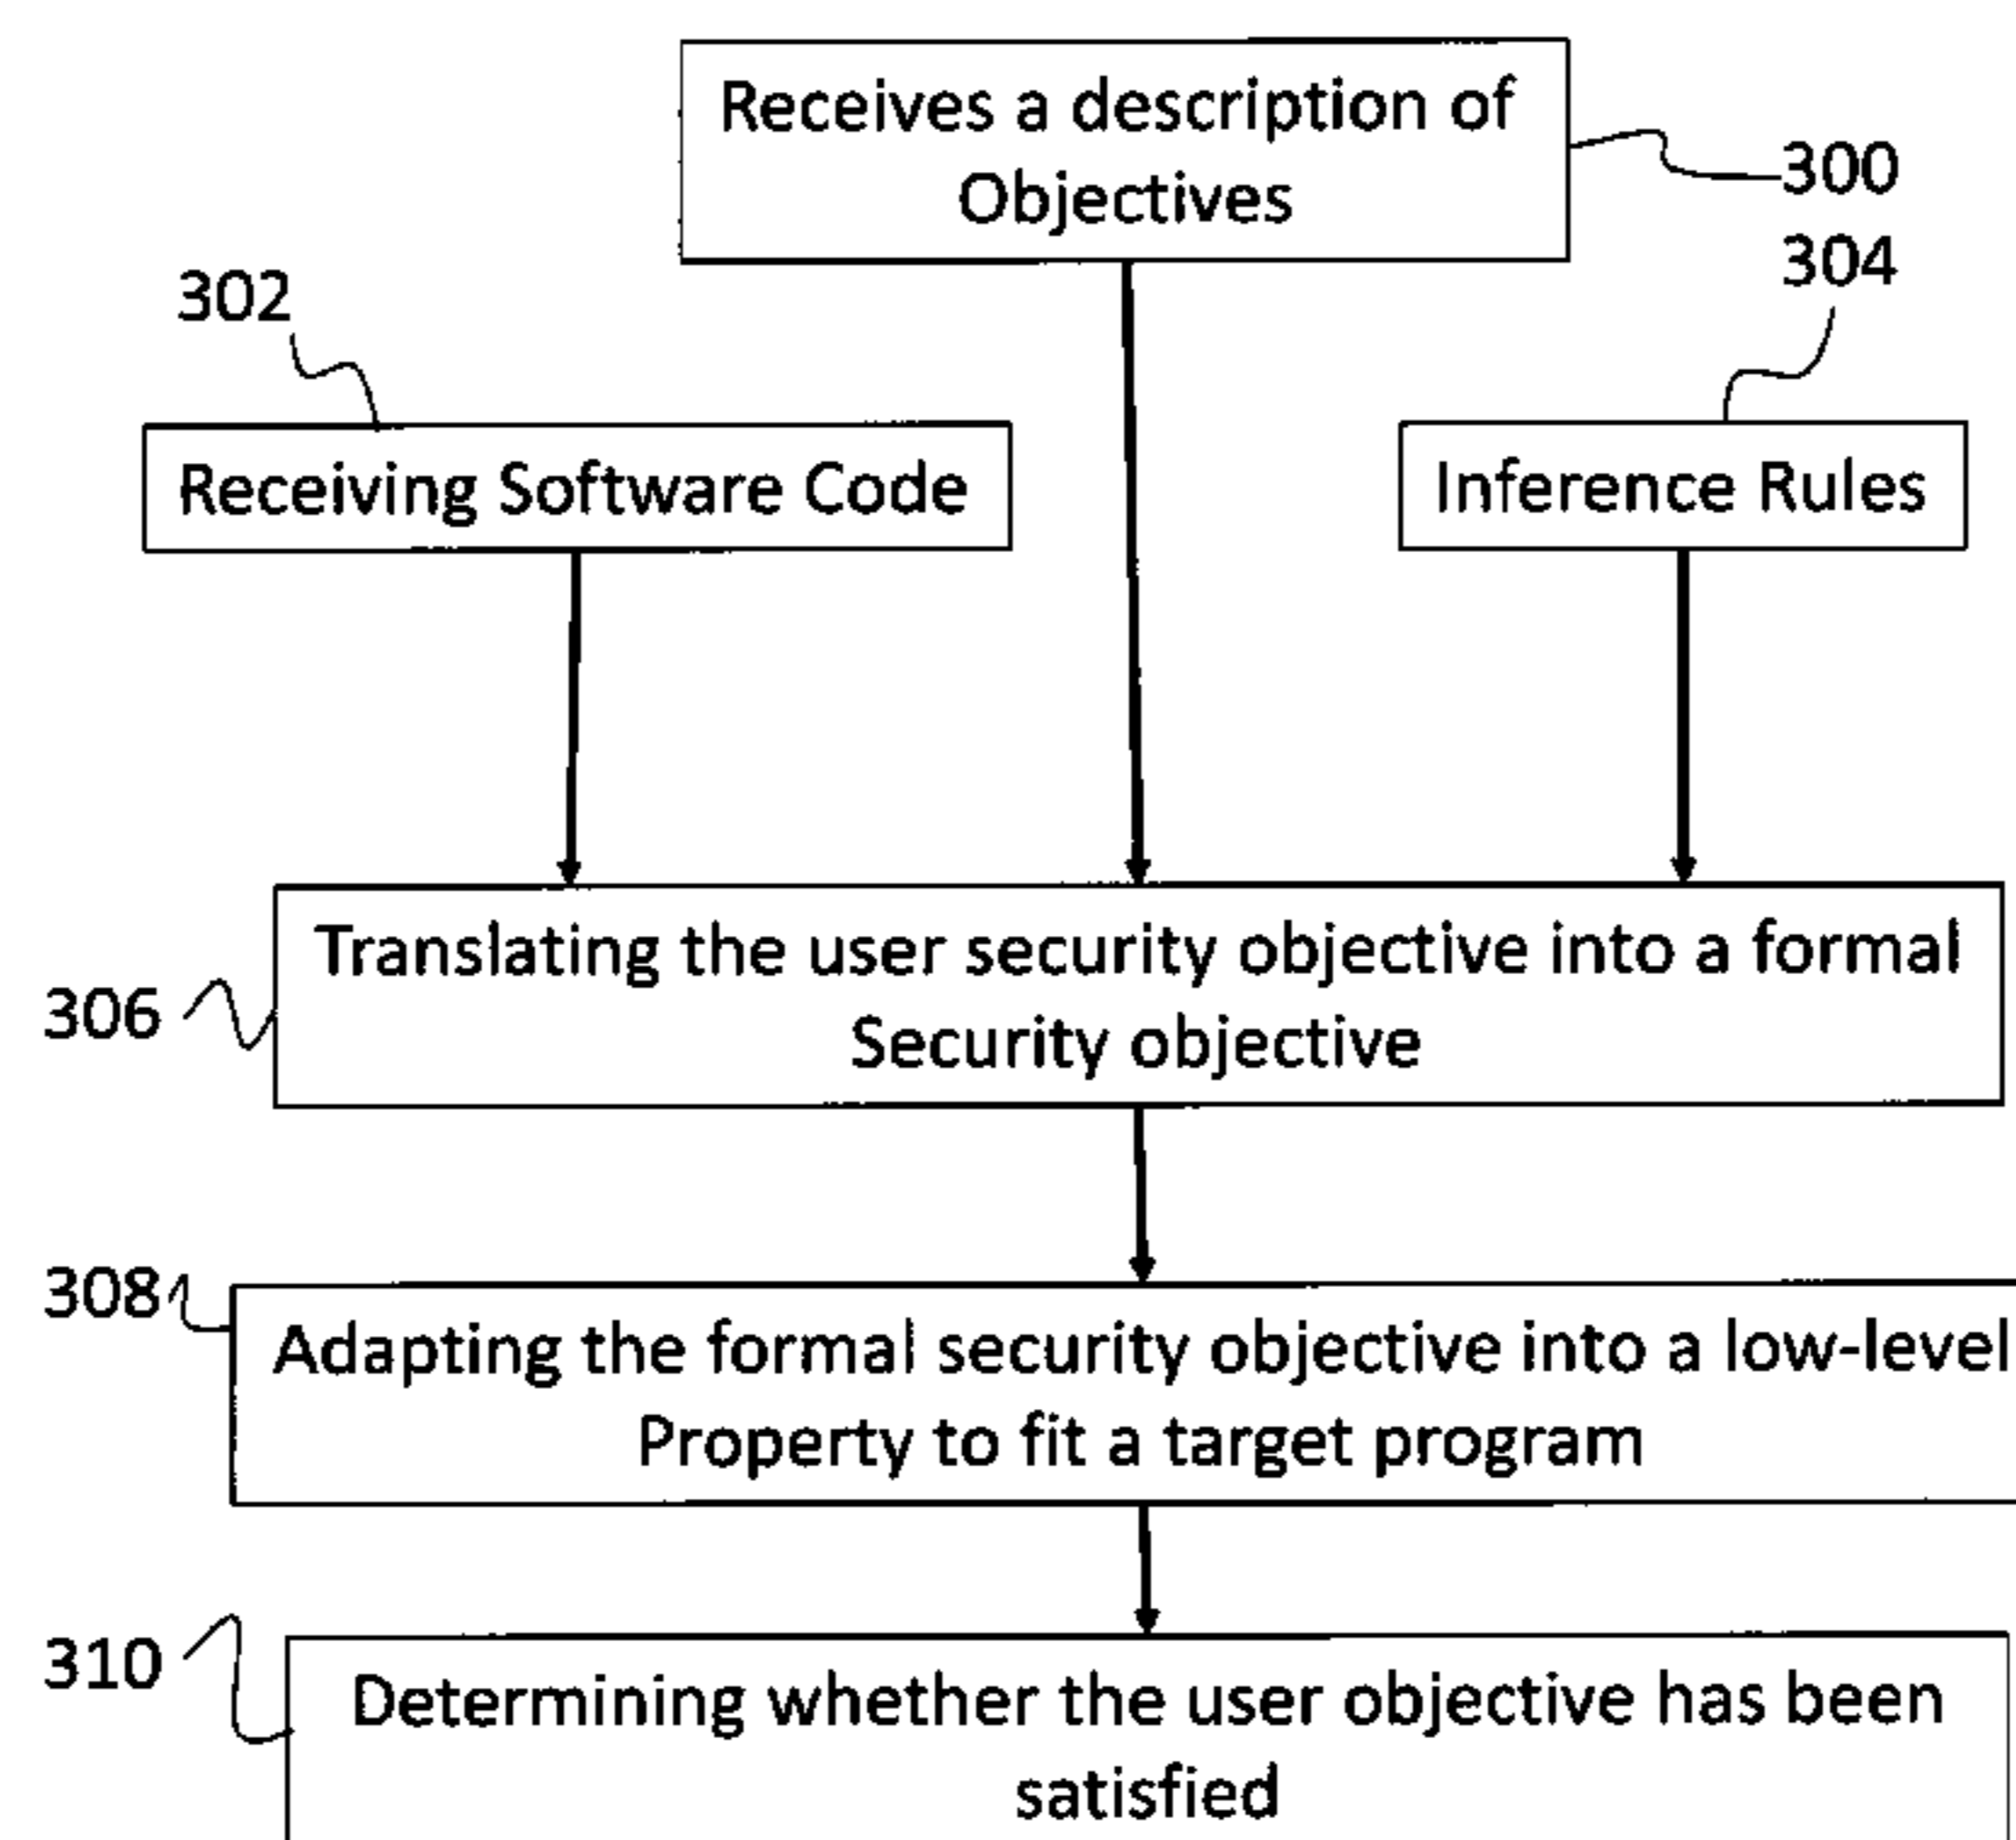 Receives a description of
Objectives
300
304
302
Receiving Software Code
Inference Rules
Translating the user security objective into a formal
Security objective
306
308
Adapting the formal security objective into a low-level
Property to fit a target program
310
Determining whether the user objective has been
satisfied